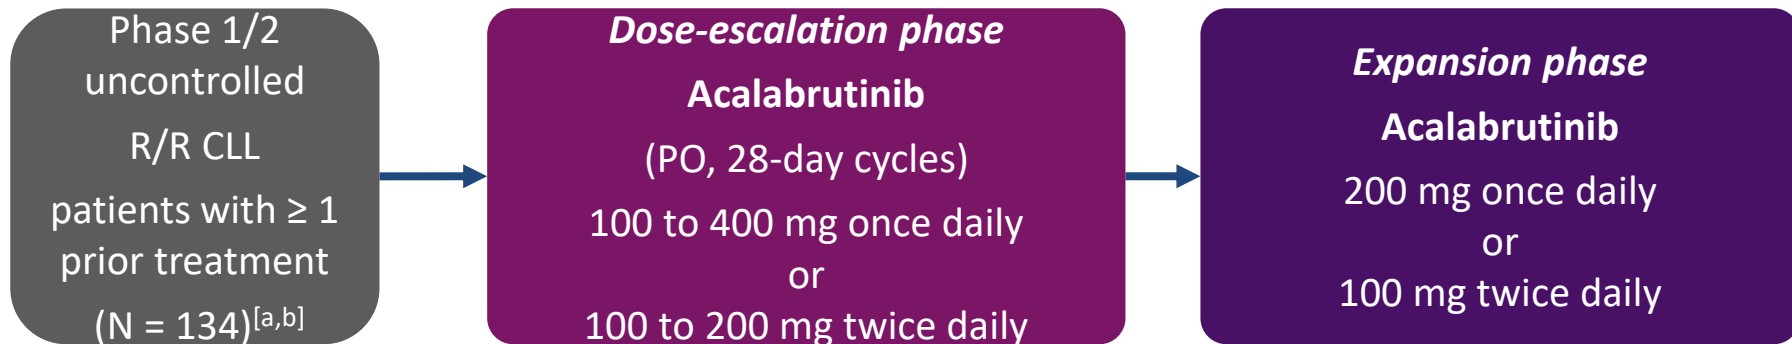 Phase 1/2
uncontrolled
R/R CLL
patients with ≥ 1
prior treatment
(N = 134)[a,b]
Dose-escalation phase
Acalabrutinib
(PO, 28-day cycles)
100 to 400 mg once daily
or
100 to 200 mg twice daily
Expansion phase
Acalabrutinib
200 mg once daily
or
100 mg twice daily